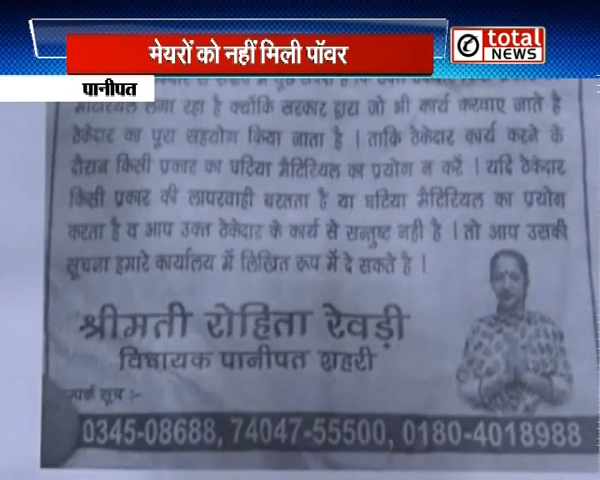 मेयरों को नहीं मिली पॉवर
total
NEWS
पानीपत
मैटिरियल लगा रहा है क्योंकि सरकार द्वारा जो भी कार्य करवाए जाते है
ठेकेदार का पूरा सहयोग किया जाता है । ताकि ठेकेदार कार्य करने के
दौरान किसी प्रकार का घटिया मैटिरियल का प्रयोग न करें । यदि ठेकेदार
किसी प्रकार की लापरवाही बरतता है या घटिया मैटिरियल का प्रयोग
करता है व आप उक्त ठेकेदार के कार्य से सन्तुष्ट नही है । तो आप उसकी
सूचना हमारे कार्यालय में लिखित रूप में दे सकते है ।
श्रीमती रोहिता रेवड़ी
विधायक पानीपत शहरी
म्पर्क सूत्र :-
0345-08688, 74047-55500, 0180-4018988